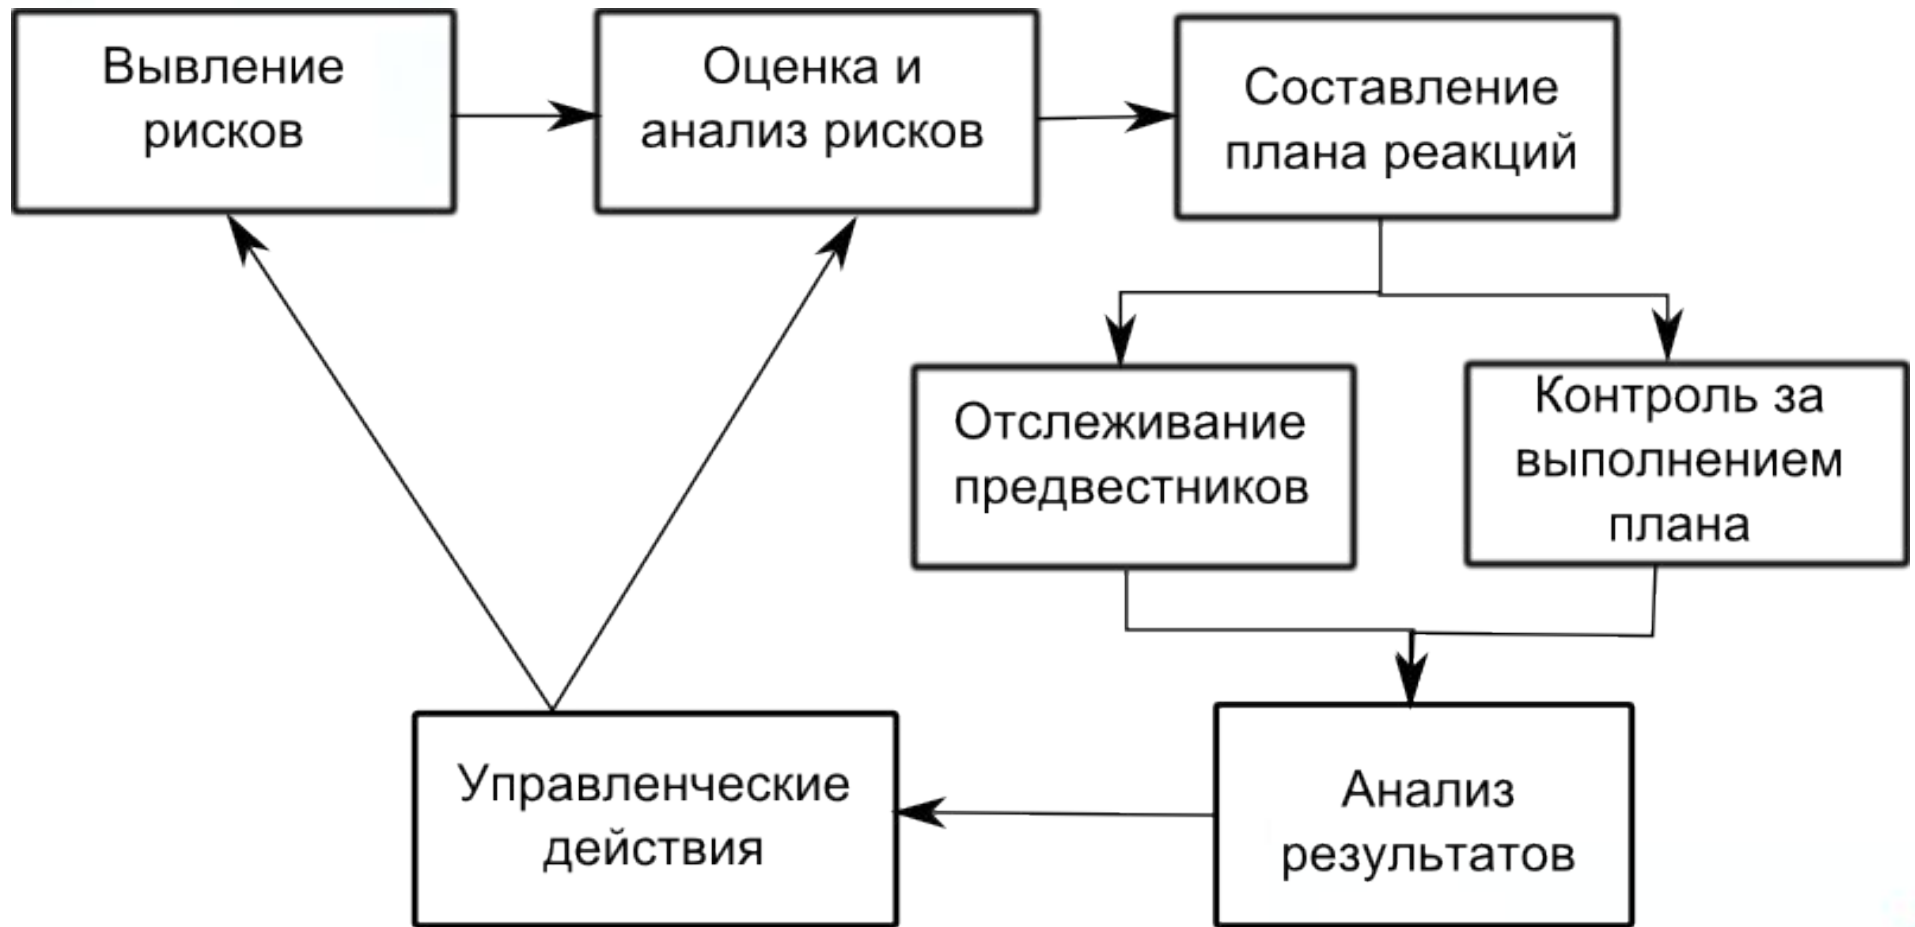 Вывление
рисков
Оценка и
анализ рисков
Составление
плана реакций
Отслеживание
предвестников
Контроль за
выполнением
плана
Управленческие
действия
Анализ
результатов